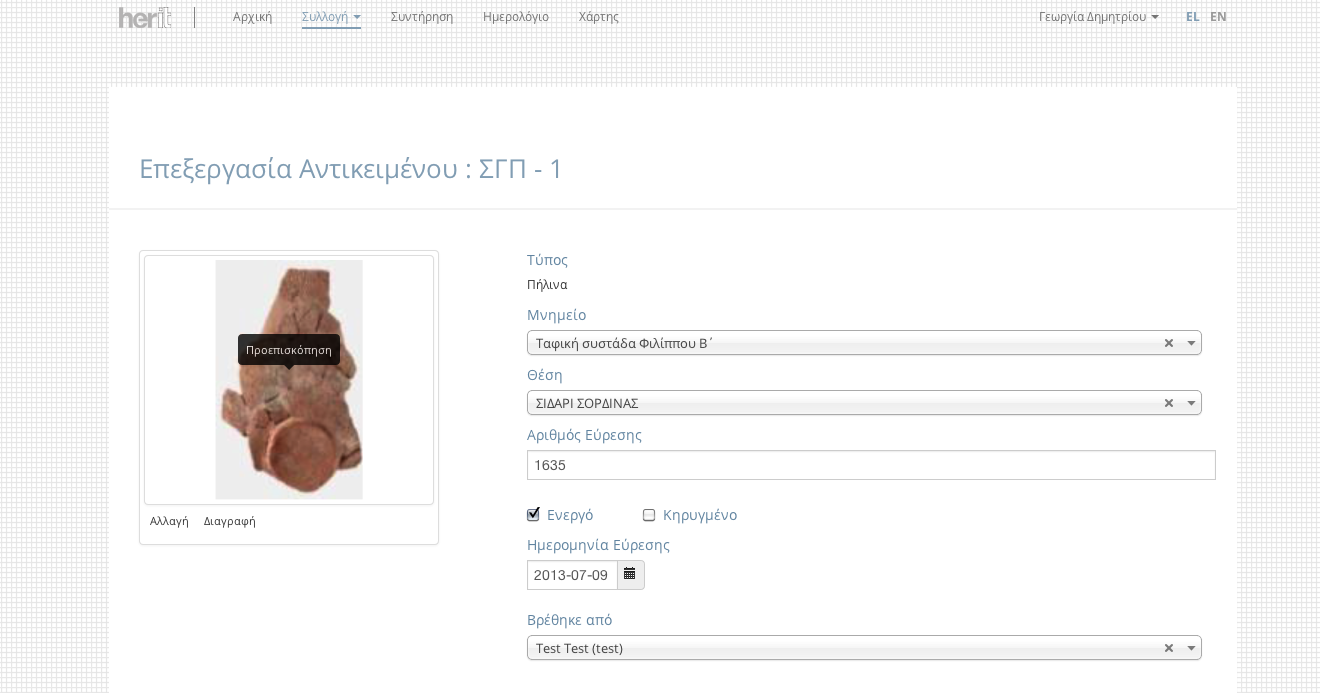 herit
Αρχική Συλλογή Συντήρηση Ημερολόγιο Χάρτης Γεωργία Δημητρίου EL EN
Επεξεργασία Αντικειμένου : ΣΓΠ - 1
Προεπισκόπηση
Αλλαγή Διαγραφή
Τύπος
Πήλινα
Μνημείο
Ταφική συστάδα Φιλίππου Β΄
Θέση
ΣΙΔΑΡΙ ΣΟΡΔΙΝΑΣ
Αριθμός Εύρεσης
1635
Ενεργό Κηρυγμένο
Ημερομηνία Εύρεσης
2013-07-09
Βρέθηκε από
Test Test (test)